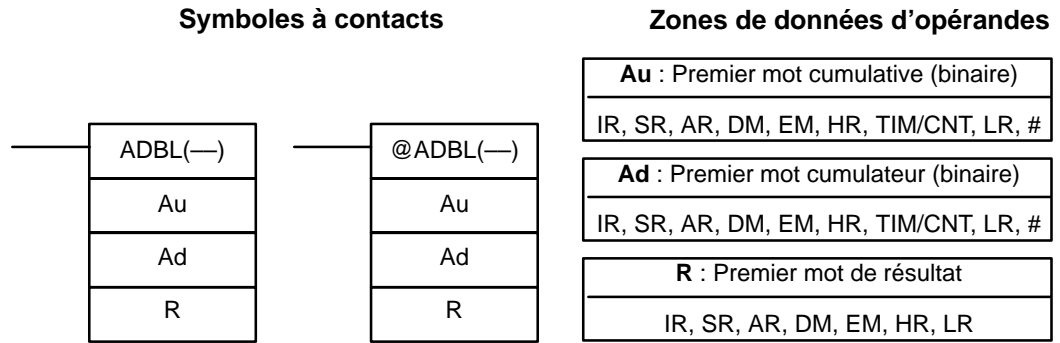 Symboles à contacts
Zones de données d'opérandes
ADBL(––)
Au
Ad
R
@ADBL(––)
Au
Ad
R
Au : Premier mot cumulative (binaire)
IR, SR, AR, DM, EM, HR, TIM/CNT, LR, #
Ad : Premier mot cumulateur (binaire)
IR, SR, AR, DM, EM, HR, TIM/CNT, LR, #
R : Premier mot de résultat
IR, SR, AR, DM, EM, HR, LR